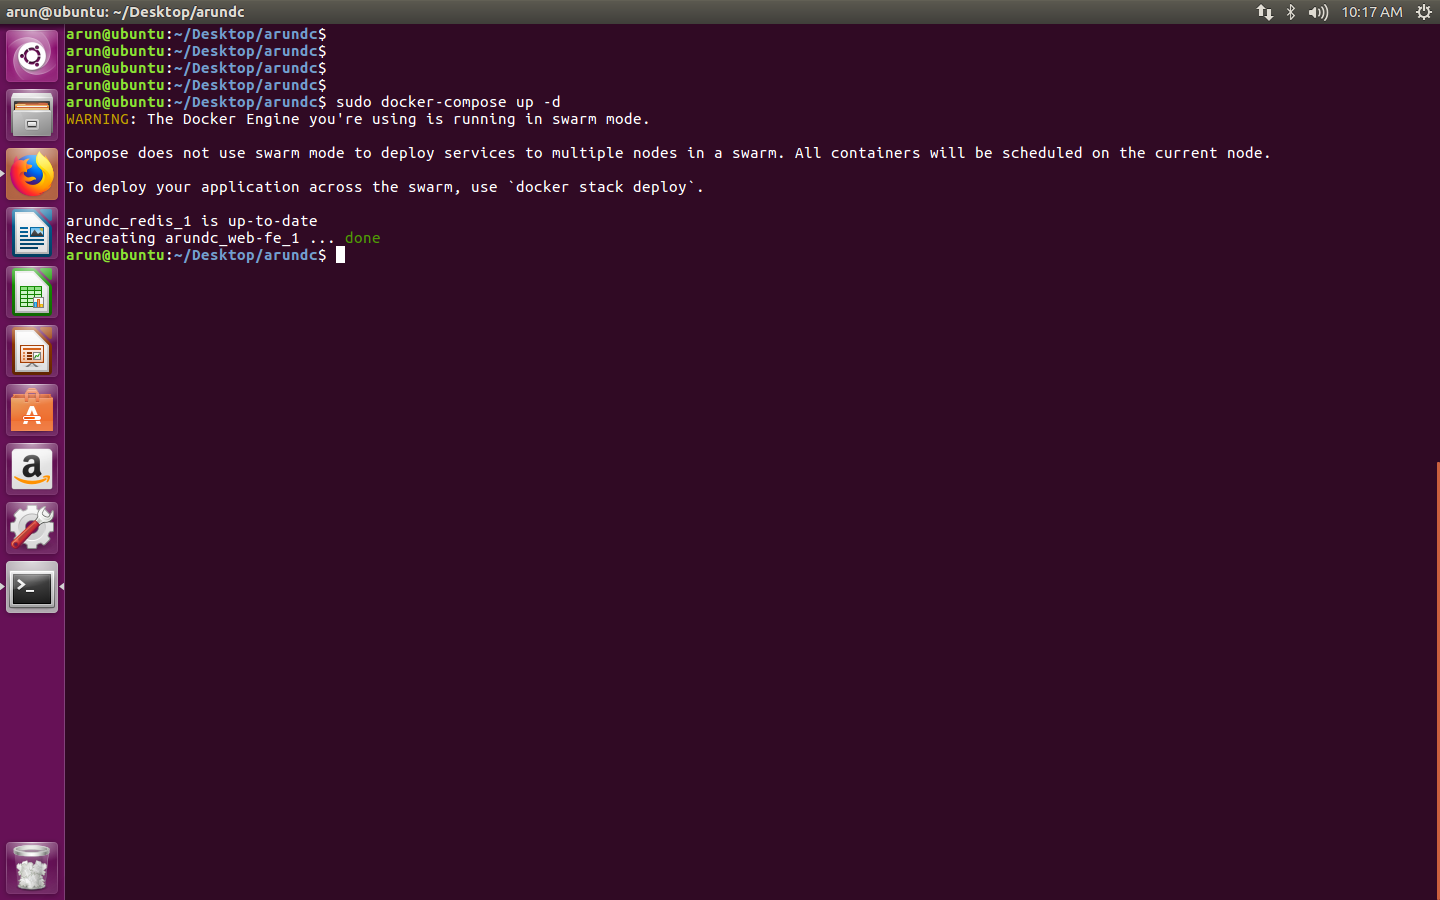 arun@ubuntu: ~/Desktop/arundc
10:17 AM
arun@ubuntu:~/Desktop/arundc$
arun@ubuntu:~/Desktop/arundc$
arun@ubuntu:~/Desktop/arundc$
arun@ubuntu:~/Desktop/arundc$
arun@ubuntu:~/Desktop/arundc$ sudo docker-compose up -d
WARNING: The Docker Engine you're using is running in swarm mode.
Compose does not use swarm mode to deploy services to multiple nodes in a swarm. All containers will be scheduled on the current node.
To deploy your application across the swarm, use `docker stack deploy`.
arundc_redis_1 is up-to-date
Recreating arundc_web-fe_1 ... done
arun@ubuntu:~/Desktop/arundc$